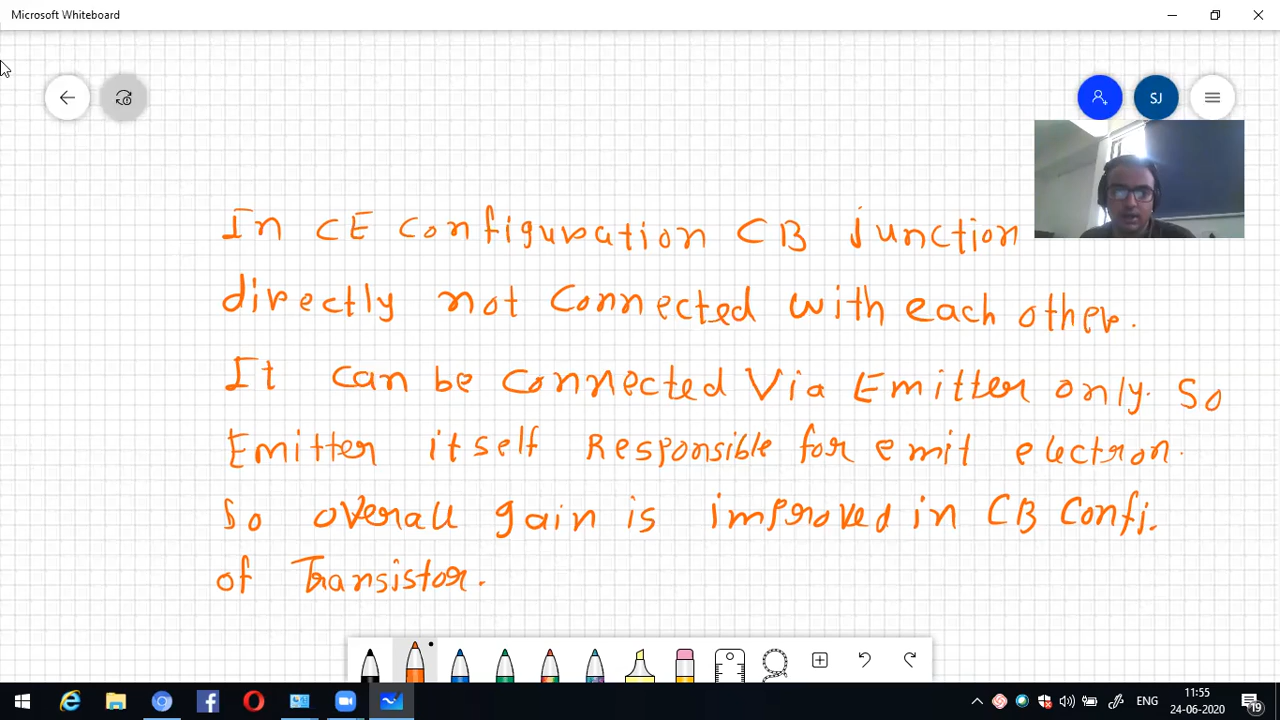 Microsoft Whiteboard
SJ
In CE Configuration CB junction
directly not Connected with each other.
It can be Connected Via Emitter only. So
Emitter itself Responsible for emit electron.
So overall gain is improved in CB Confi.
of Transistor.
ENG
11:55
24-06-2020
19